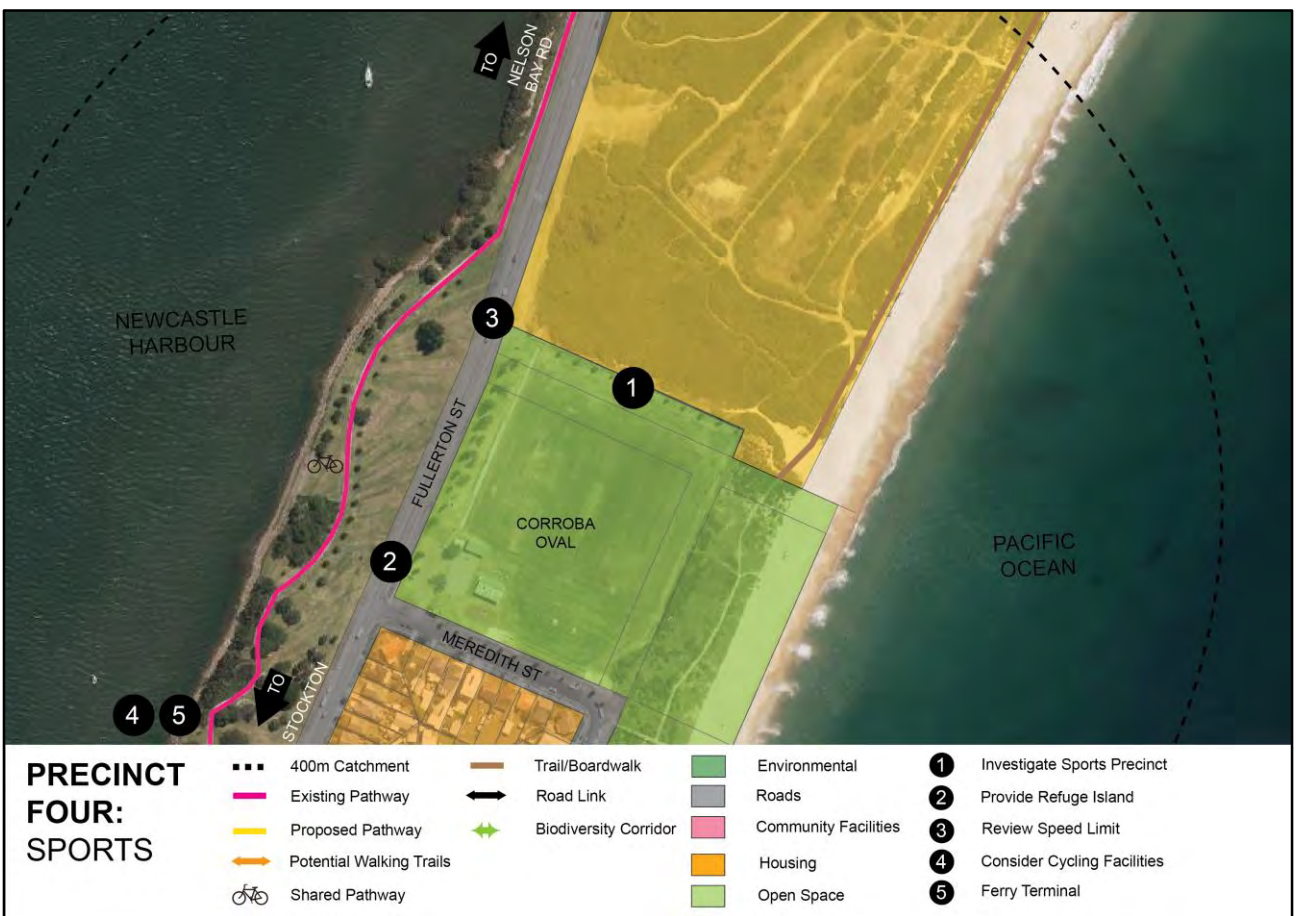 TO
NELSON
BAY RD
NEWCASTLE
HARBOUR
3
1
FULLERTON ST
CORROBA
OVAL
2
PACIFIC
OCEAN
MEREDITH ST
TO
STOCKTON
4 5
PRECINCT
FOUR:
SPORTS
400m Catchment
Existing Pathway
Proposed Pathway
Potential Walking Trails
Shared Pathway
Trail/Boardwalk
Road Link
Biodiversity Corridor
Environmental
Roads
Community Facilities
Housing
Open Space
1 Investigate Sports Precinct
2 Provide Refuge Island
3 Review Speed Limit
4 Consider Cycling Facilities
5 Ferry Terminal